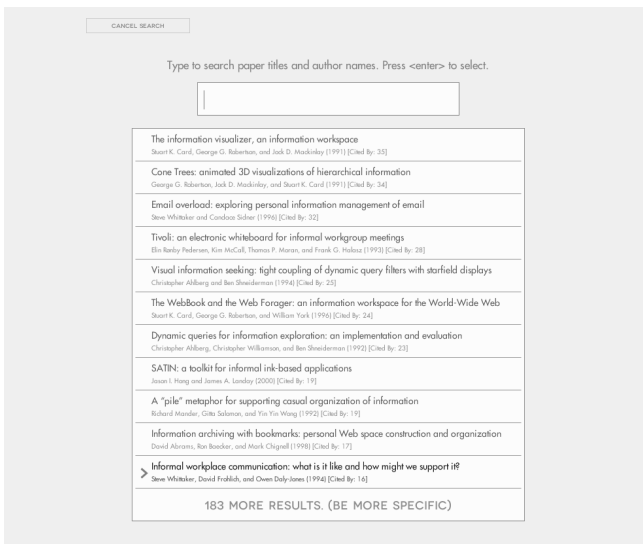 CANCEL SEARCH
Type to search paper titles and author names. Press <enter> to select.
The information visualizer, an information workspace
Stuart K. Card, George G. Robertson, and Jock D. Mackinlay (1991) [Cited By: 35]
Cone Trees: animated 3D visualizations of hierarchical information
George G. Robertson, Jock D. Mackinlay, and Stuart K. Card (1991) [Cited By: 34]
Email overload: exploring personal information management of email
Steve Whittaker and Candace Sidner (1996) [Cited By: 32]
Tivoli: an electronic whiteboard for informal workgroup meetings
Elin Rønby Pedersen, Kim McCall, Thomas P. Moran, and Frank G. Halasz (1993) [Cited By: 28]
Visual information seeking: tight coupling of dynamic query filters with starfield displays
Christopher Ahlberg and Ben Shneiderman (1994) [Cited By: 25]
The WebBook and the Web Forager: an information workspace for the World-Wide Web
Stuart K. Card, George G. Robertson, and William York (1996) [Cited By: 24]
Dynamic queries for information exploration: an implementation and evaluation
Christopher Ahlberg, Christopher Williamson, and Ben Shneiderman (1992) [Cited By: 23]
SATIN: a toolkit for informal ink-based applications
Jason I. Hong and James A. Landay (2000) [Cited By: 19]
A "pile" metaphor for supporting casual organization of information
Richard Mander, Gitta Salomon, and Yin Yin Wong (1992) [Cited By: 19]
Information archiving with bookmarks: personal Web space construction and organization
David Abrams, Ron Baecker, and Mark Chignell (1998) [Cited By: 17]
Informal workplace communication: what is it like and how might we support it?
Steve Whittaker, David Frohlich, and Owen Daly-Jones (1994) [Cited By: 16]
183 MORE RESULTS. (BE MORE SPECIFIC)